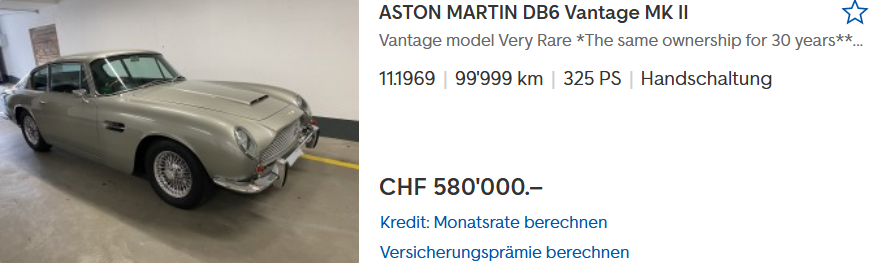 ASTON MARTIN DB6 Vantage MK II
Vantage model Very Rare *The same ownership for 30 years**...
11.1969 | 99'999 km | 325 PS | Handschaltung
CHF 580'000.–
Kredit: Monatsrate berechnen
Versicherungsprämie berechnen